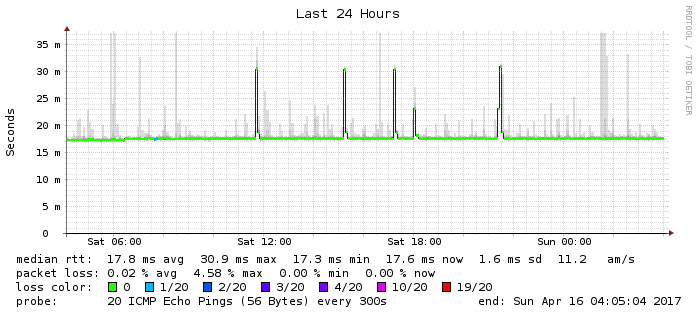 Last 24 Hours
RRDTOOL / TOBI OETIKER
Seconds
35 m
30 m
25 m
20 m
15 m
10 m
5 m
0
Sat 06:00 Sat 12:00 Sat 18:00 Sun 00:00
median rtt: 17.8 ms avg 30.9 ms max 17.3 ms min 17.6 ms now 1.6 ms sd 11.2 am/s
packet loss: 0.02 % avg 4.58 % max 0.00 % min 0.00 % now
loss color: 0 1/20 2/20 3/20 4/20 10/20 19/20
probe: 20 ICMP Echo Pings (56 Bytes) every 300s end: Sun Apr 16 04:05:04 2017